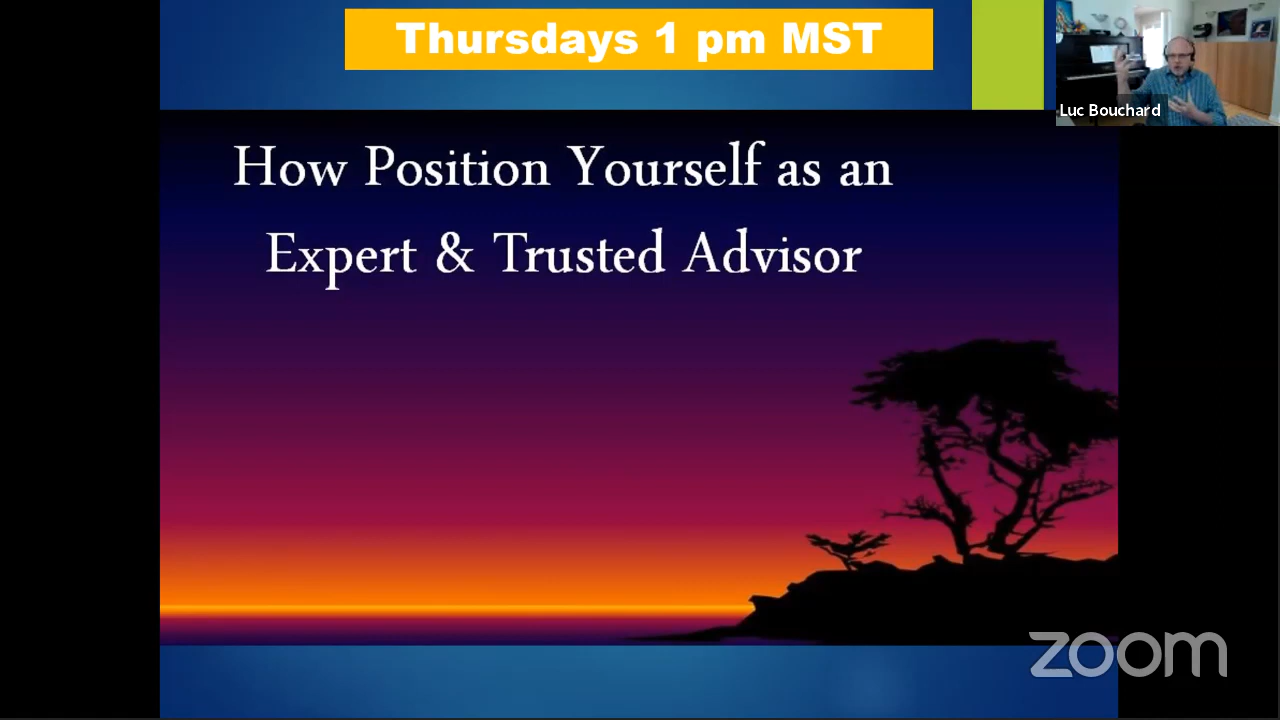 Thursdays 1 pm MST
Luc Bouchard
How Position Yourself as an
Expert & Trusted Advisor
zoom